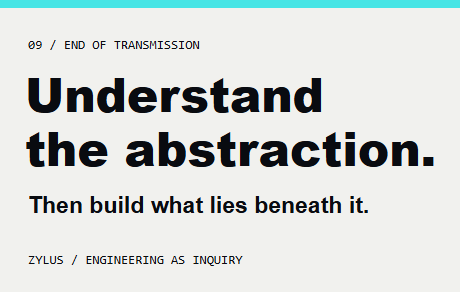 09 / END OF TRANSMISSION
Understand
the abstraction.
Then build what lies beneath it.
ZYLUS / ENGINEERING AS INQUIRY